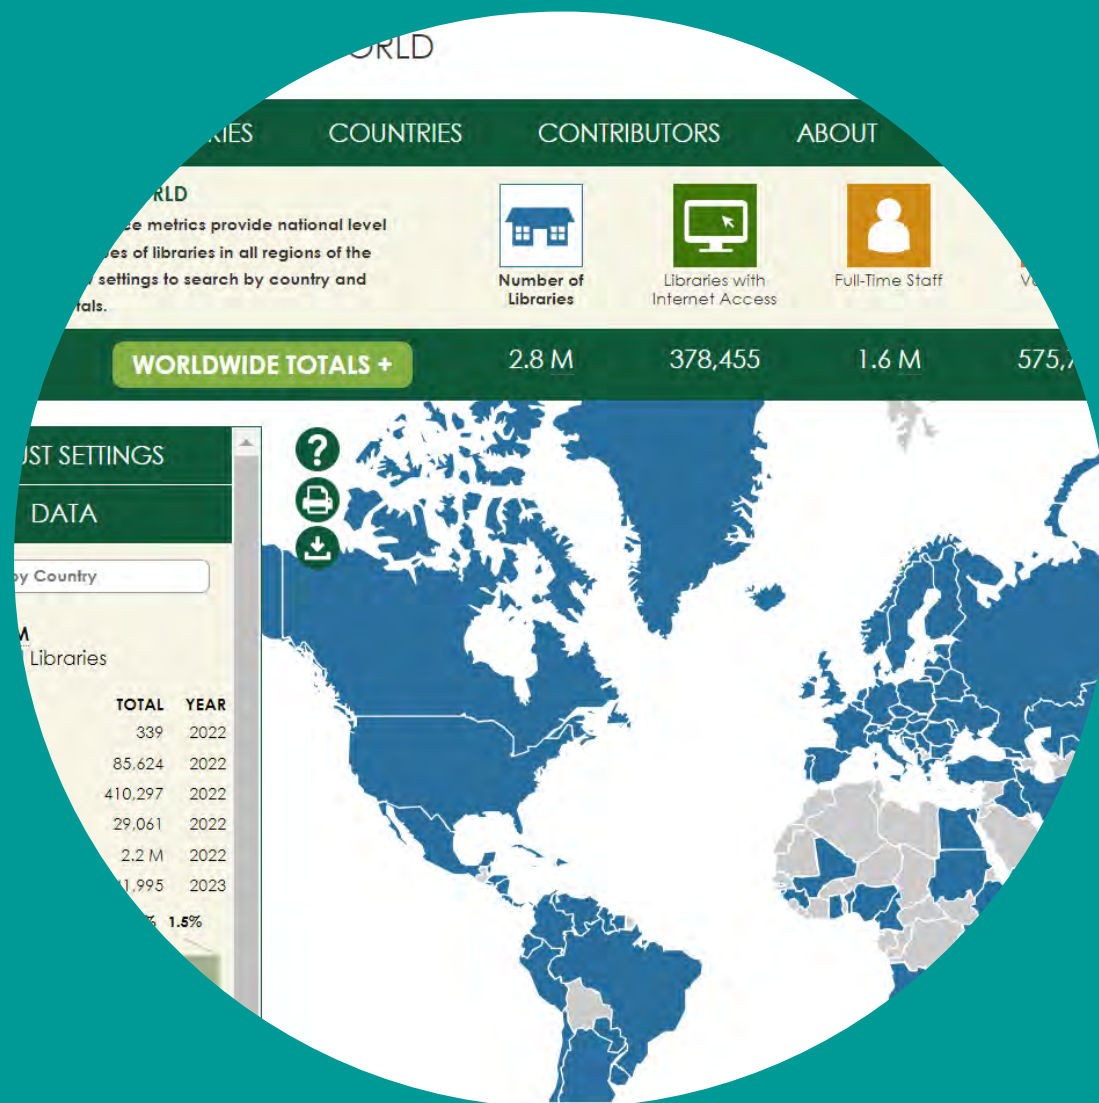 WORLD
COUNTRIES CONTRIBUTORS ABOUT
metrics provide national level
of libraries in all regions of the
settings to search by country and
Number of
Libraries
Libraries with
Internet Access
Full-Time Staff
WORLDWIDE TOTALS + 2.8 M 378,455 1.6 M
SETTINGS
DATA
by Country
Libraries
TOTAL YEAR
339 2022
85,624 2022
410,297 2022
29,061 2022
2.2 M 2022
2023
1.5%